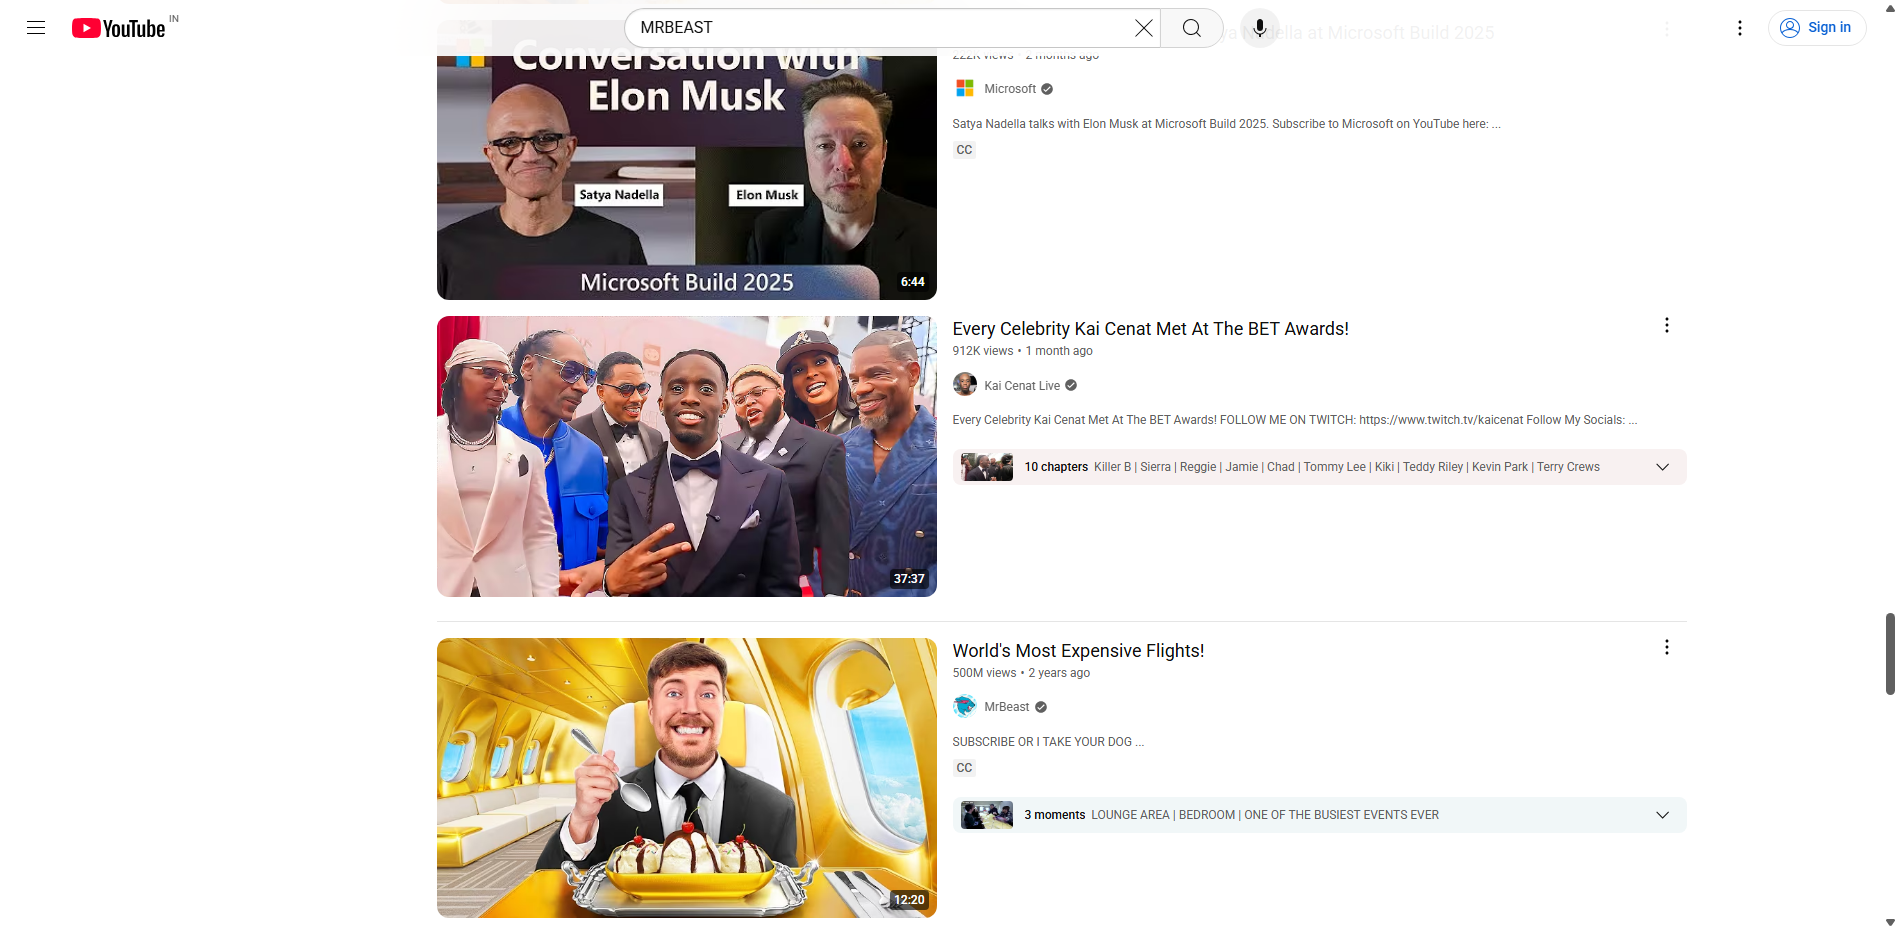 YouTube
IN
MRBEAST
Sign in
Conversation with
Elon Musk
Satya Nadella
Elon Musk
Microsoft Build 2025
6:44
ya Nadella at Microsoft Build 2025
222K views • 2 months ago
Microsoft
Satya Nadella talks with Elon Musk at Microsoft Build 2025. Subscribe to Microsoft on YouTube here: ...
CC
37:37
Every Celebrity Kai Cenat Met At The BET Awards!
912K views • 1 month ago
Kai Cenat Live
Every Celebrity Kai Cenat Met At The BET Awards! FOLLOW ME ON TWITCH: https://www.twitch.tv/kaicenat Follow My Socials: ...
10 chapters Killer B | Sierra | Reggie | Jamie | Chad | Tommy Lee | Kiki | Teddy Riley | Kevin Park | Terry Crews
12:20
World's Most Expensive Flights!
500M views • 2 years ago
MrBeast
SUBSCRIBE OR I TAKE YOUR DOG ...
CC
3 moments LOUNGE AREA | BEDROOM | ONE OF THE BUSIEST EVENTS EVER